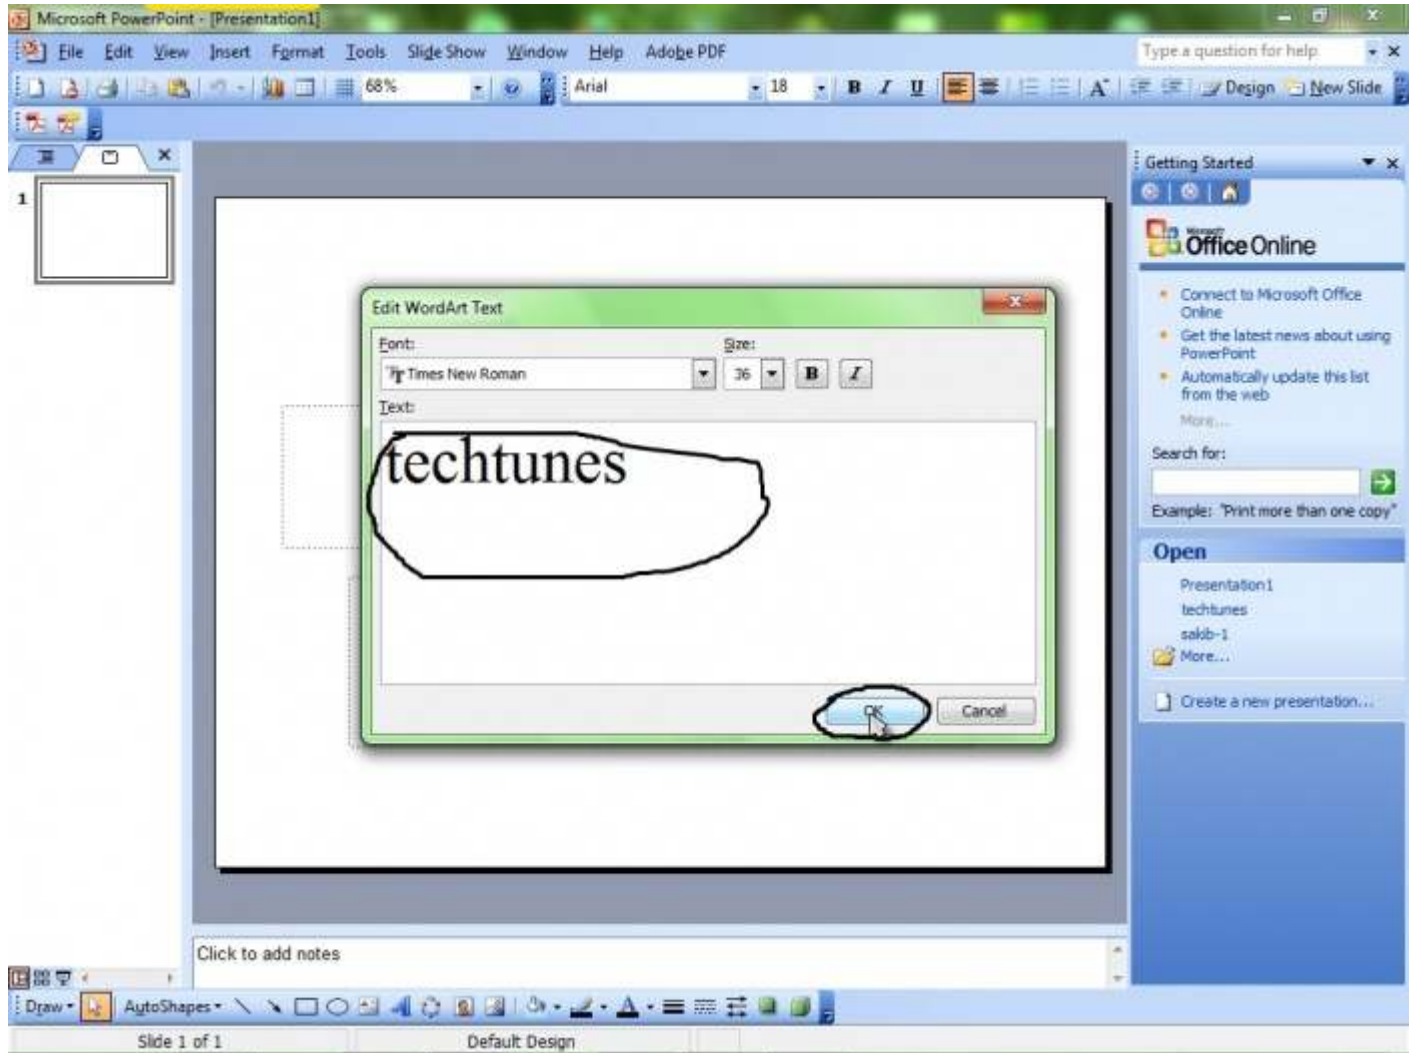 Microsoft PowerPoint - [Presentation1]
File Edit View Insert Format Tools Slide Show Window Help Adobe PDF Type a question for help
68% Arial 18 B I U A Design New Slide
1
Getting Started
Microsoft
Office Online
Connect to Microsoft Office
Online
Get the latest news about using
PowerPoint
Automatically update this list
from the web
More...
Search for:
Example: "Print more than one copy"
Open
Presentation1
techtunes
sakib-1
More...
Create a new presentation...
Edit WordArt Text
Font: Size:
Times New Roman 36 B I
Text:
techtunes
OK Cancel
Click to add notes
Draw AutoShapes A
Slide 1 of 1 Default Design